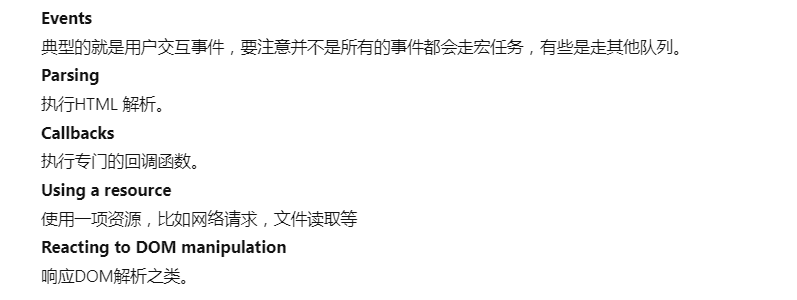 Events
典型的就是用户交互事件，要注意并不是所有的事件都会走宏任务，有些是走其他队列。
Parsing
执行HTML 解析。
Callbacks
执行专门的回调函数。
Using a resource
使用一项资源，比如网络请求，文件读取等
Reacting to DOM manipulation
响应DOM解析之类。